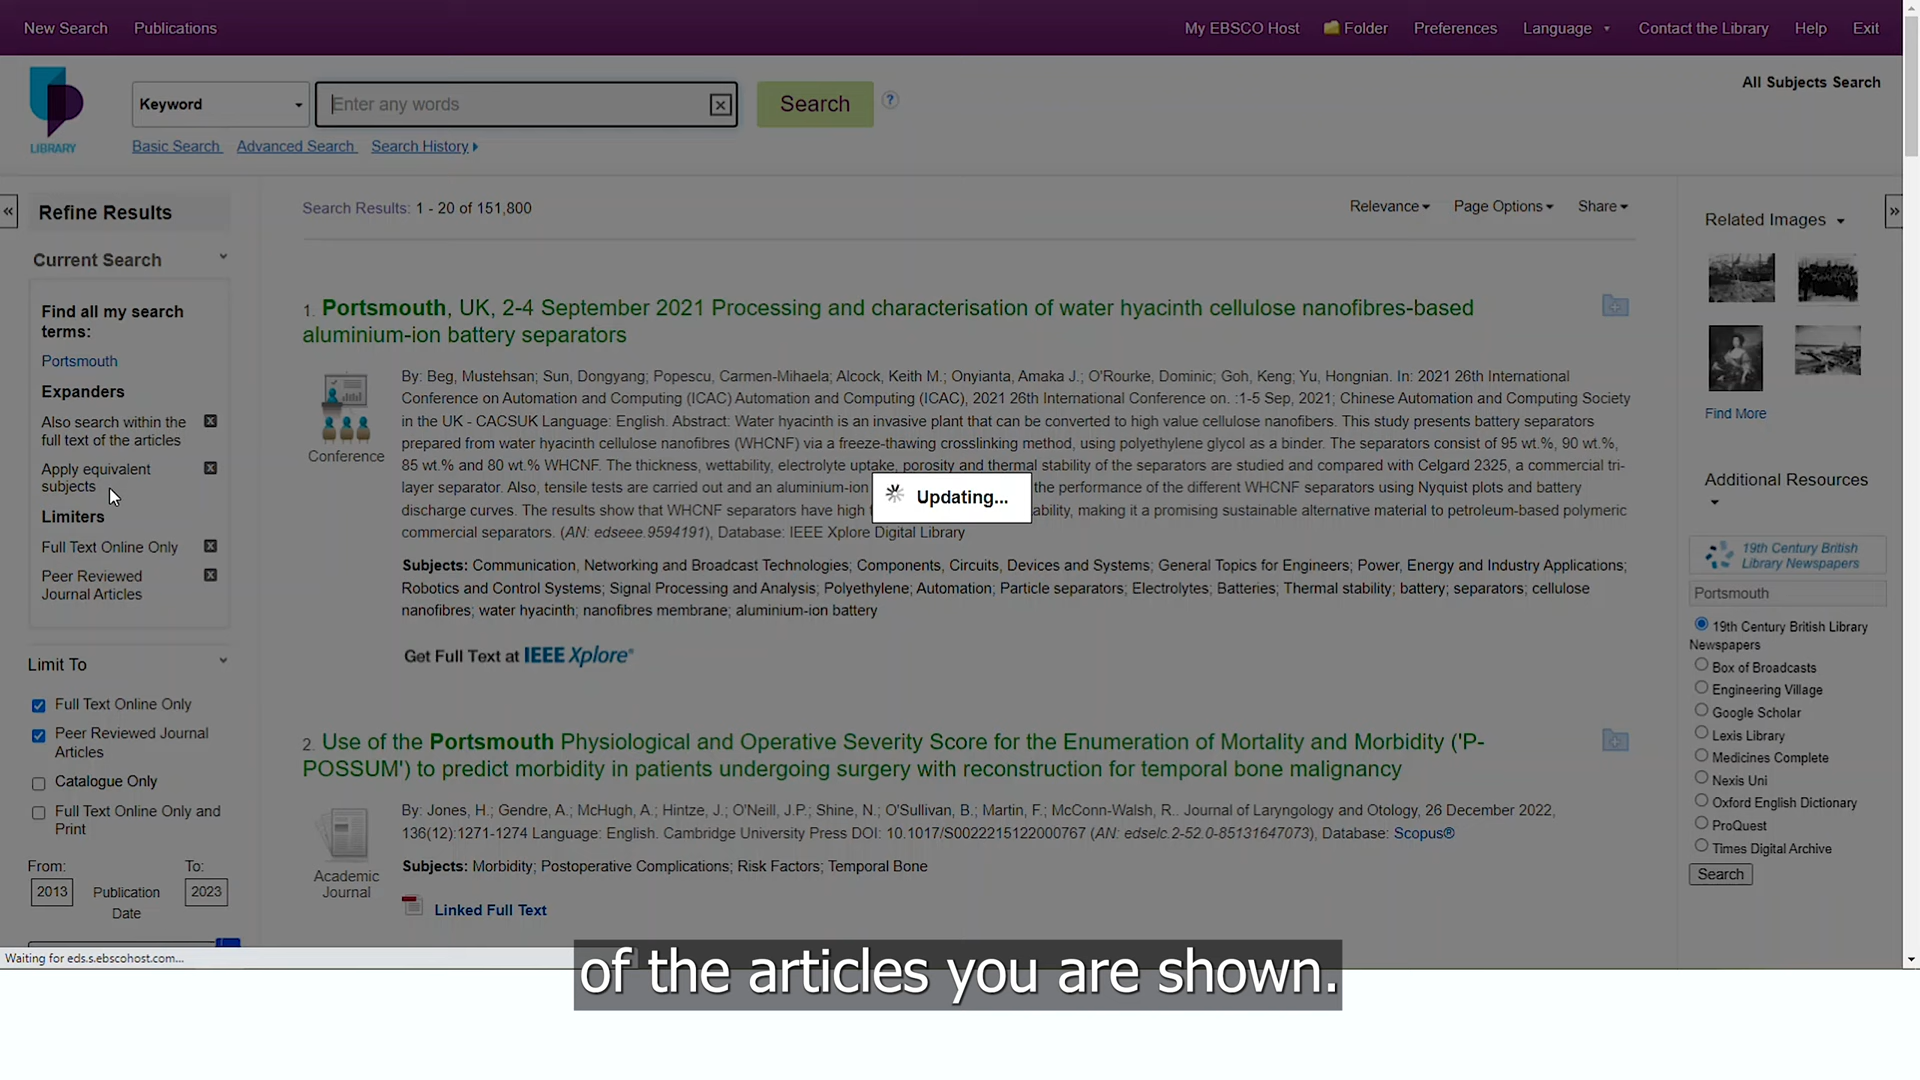 New Search Publications My EBSCO Host Folder Preferences Language Contact the Library Help Exit
LIBRARY
Keyword Enter any words Search ?
All Subjects Search
Basic Search Advanced Search Search History
« Refine Results
Current Search
Find all my search
terms:
Portsmouth
Expanders
Also search within the
full text of the articles
Apply equivalent
subjects
Limiters
Full Text Online Only
Peer Reviewed
Journal Articles
Limit To
Full Text Online Only
Peer Reviewed Journal
Articles
Catalogue Only
Full Text Online Only and
Print
From: To:
2013 Publication 2023
Date
Search Results: 1 - 20 of 151,800
Relevance Page Options Share
1. Portsmouth, UK, 2-4 September 2021 Processing and characterisation of water hyacinth cellulose nanofibres-based
aluminium-ion battery separators
Conference
By: Beg, Mustehsan; Sun, Dongyang; Popescu, Carmen-Mihaela; Alcock, Keith M.; Onyianta, Amaka J.; O'Rourke, Dominic; Goh, Keng; Yu, Hongnian. In: 2021 26th International
Conference on Automation and Computing (ICAC) Automation and Computing (ICAC), 2021 26th International Conference on. :1-5 Sep, 2021; Chinese Automation and Computing Society
in the UK - CACSUK Language: English. Abstract: Water hyacinth is an invasive plant that can be converted to high value cellulose nanofibers. This study presents battery separators
prepared from water hyacinth cellulose nanofibres (WHCNF) via a freeze-thawing crosslinking method, using polyethylene glycol as a binder. The separators consist of 95 wt.%, 90 wt.%,
85 wt.% and 80 wt.% WHCNF. The thickness, wettability, electrolyte uptake, porosity and thermal stability of the separators are studied and compared with Celgard 2325, a commercial tri-
layer separator. Also, tensile tests are carried out and an aluminium-ion the performance of the different WHCNF separators using Nyquist plots and battery
discharge curves. The results show that WHCNF separators have high making it a promising sustainable alternative material to petroleum-based polymeric
commercial separators. (AN: edseee.9594191), Database: IEEE Xplore Digital Library
Updating...
Subjects: Communication, Networking and Broadcast Technologies; Components, Circuits, Devices and Systems; General Topics for Engineers; Power, Energy and Industry Applications;
Robotics and Control Systems; Signal Processing and Analysis; Polyethylene; Automation; Particle separators; Electrolytes; Batteries; Thermal stability; battery; separators; cellulose
nanofibres; water hyacinth; nanofibres membrane; aluminium-ion battery
Get Full Text at IEEE Xplore®
2. Use of the Portsmouth Physiological and Operative Severity Score for the Enumeration of Mortality and Morbidity ('P-
POSSUM') to predict morbidity in patients undergoing surgery with reconstruction for temporal bone malignancy
Academic
Journal
By: Jones, H.; Gendre, A.; McHugh, A.; Hintze, J.; O'Neill, J.P.; Shine, N.; O'Sullivan, B.; Martin, F.; McConn-Walsh, R.. Journal of Laryngology and Otology, 26 December 2022,
136(12):1271-1274 Language: English. Cambridge University Press DOI: 10.1017/S0022215122000767 (AN: edselc.2-52.0-85131647073), Database: Scopus®
Subjects: Morbidity; Postoperative Complications; Risk Factors; Temporal Bone
Linked Full Text
Related Images »
Find More
Additional Resources
19th Century British
Library Newspapers
Portsmouth
19th Century British Library
Newspapers
Box of Broadcasts
Engineering Village
Google Scholar
Lexis Library
Medicines Complete
Nexis Uni
Oxford English Dictionary
ProQuest
Times Digital Archive
Search
Waiting for eds.s.ebscohost.com...
of the articles you are shown.